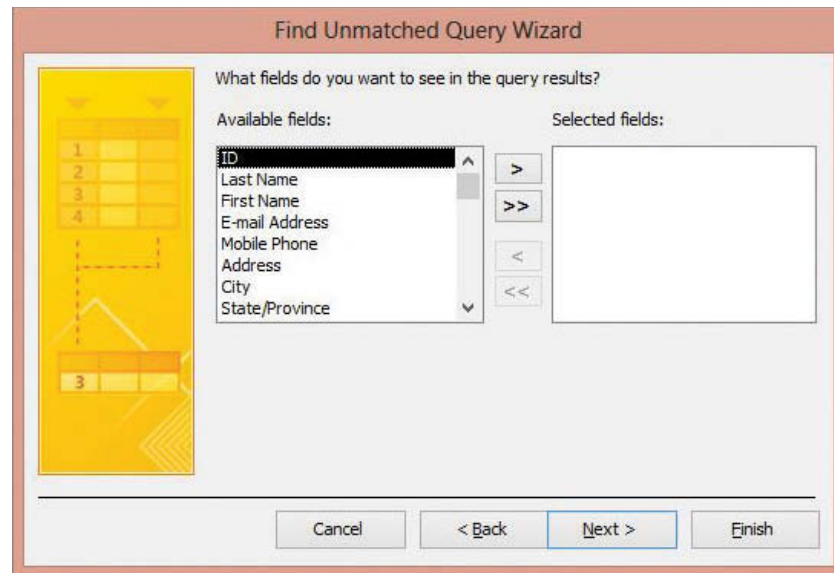 Find Unmatched Query Wizard
What fields do you want to see in the query results?
Available fields:
Selected fields:
ID
Last Name
First Name
E-mail Address
Mobile Phone
Address
City
State/Province
>
>>
<
<<
1
2
3
4
3
Cancel
< Back
Next >
Finish